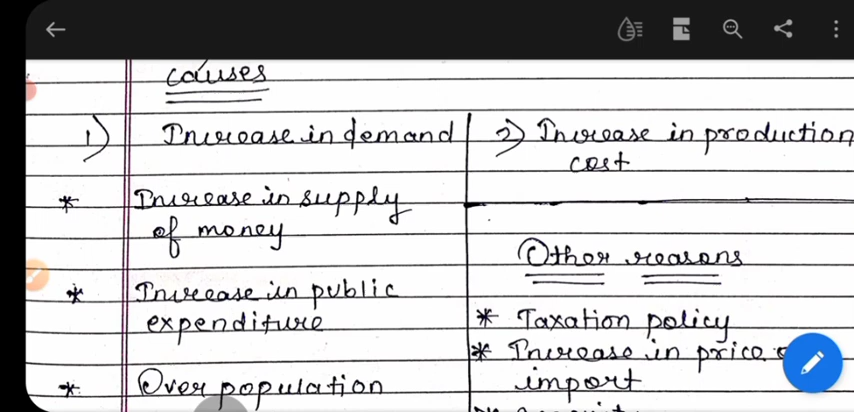 causes
1) Increase in demand
* Increase in supply
of money
* Increase in public
expenditure
* Over population
2) Increase in production
cost
Other reasons
* Taxation policy
* Increase in price
import